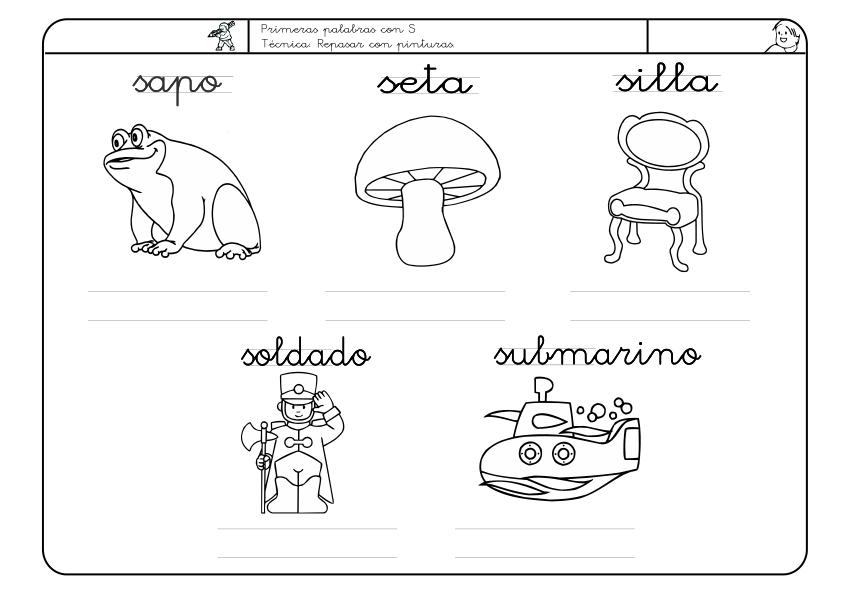 Primeras palabras con S
Técnica: Repasar con pinturas.
sapo
seta
silla
soldado
submarino